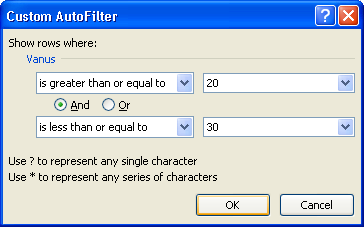 Custom AutoFilter
Show rows where:
Vanus
is greater than or equal to 20
And Or
is less than or equal to 30
Use ? to represent any single character
Use * to represent any series of characters
OK Cancel